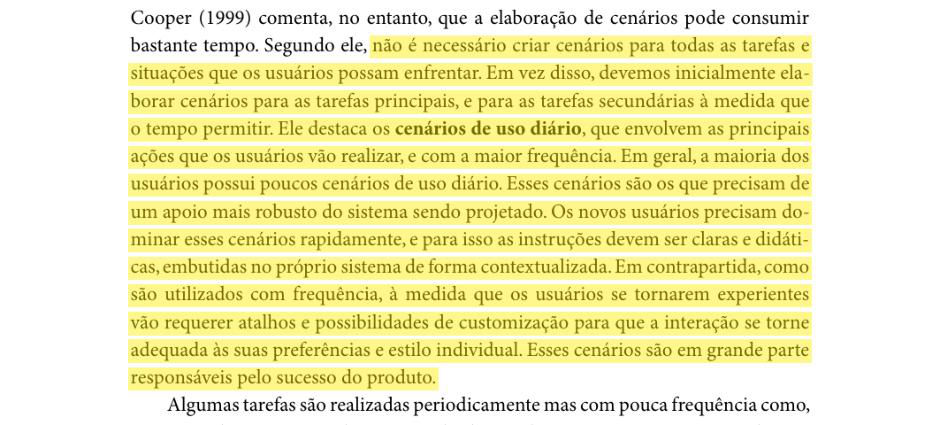 Cooper (1999) comenta, no entanto, que a elaboração de cenários pode consumir
bastante tempo. Segundo ele, não é necessário criar cenários para todas as tarefas e
situações que os usuários possam enfrentar. Em vez disso, devemos inicialmente ela-
borar cenários para as tarefas principais, e para as tarefas secundárias à medida que
o tempo permitir. Ele destaca os cenários de uso diário, que envolvem as principais
ações que os usuários vão realizar, e com a maior frequência. Em geral, a maioria dos
usuários possui poucos cenários de uso diário. Esses cenários são os que precisam de
um apoio mais robusto do sistema sendo projetado. Os novos usuários precisam do-
minar esses cenários rapidamente, e para isso as instruções devem ser claras e didáti-
cas, embutidas no próprio sistema de forma contextualizada. Em contrapartida, como
são utilizados com frequência, à medida que os usuários se tornarem experientes
vão requerer atalhos e possibilidades de customização para que a interação se torne
adequada às suas preferências e estilo individual. Esses cenários são em grande parte
responsáveis pelo sucesso do produto.
Algumas tarefas são realizadas periodicamente mas com pouca frequência como,